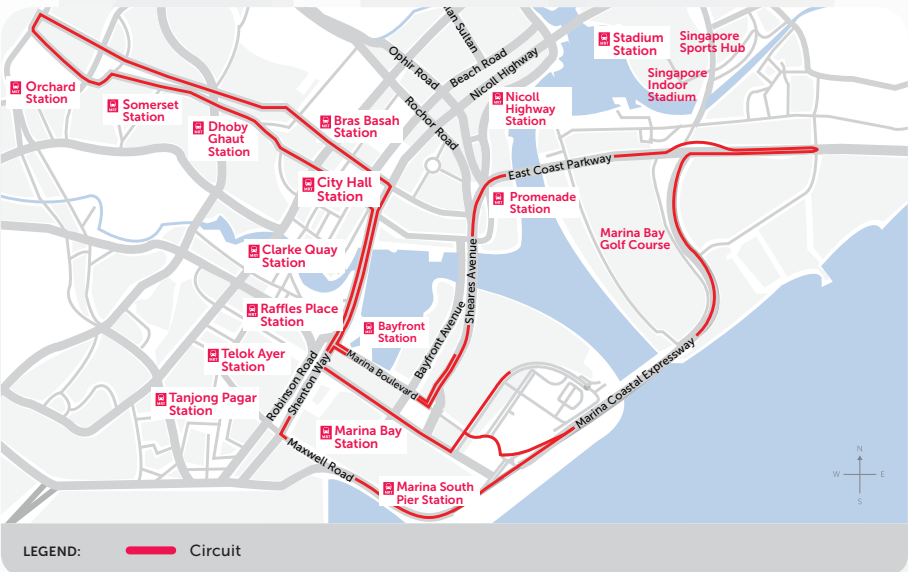 an Sultan
Ophir Road
Beach Road
Nicoll Highway
Rochor Road
Stadium
Station
Singapore
Sports Hub
Singapore
Indoor
Stadium
Orchard
Station
Somerset
Station
Dhoby
Ghaut
Station
Bras Basah
Station
Nicoll
Highway
Station
City Hall
Station
East Coast Parkway
Promenade
Station
Marina Bay
Golf Course
Clarke Quay
Station
Sheares Avenue
Raffles Place
Station
Bayfront
Station
Bayfront Avenue
Telok Ayer
Station
Marina Boulevard
Robinson Road
Shenton Way
Tanjong Pagar
Station
Marina Coastal Expressway
Marina Bay
Station
Maxwell Road
Marina South
Pier Station
N
W E
S
LEGEND: Circuit